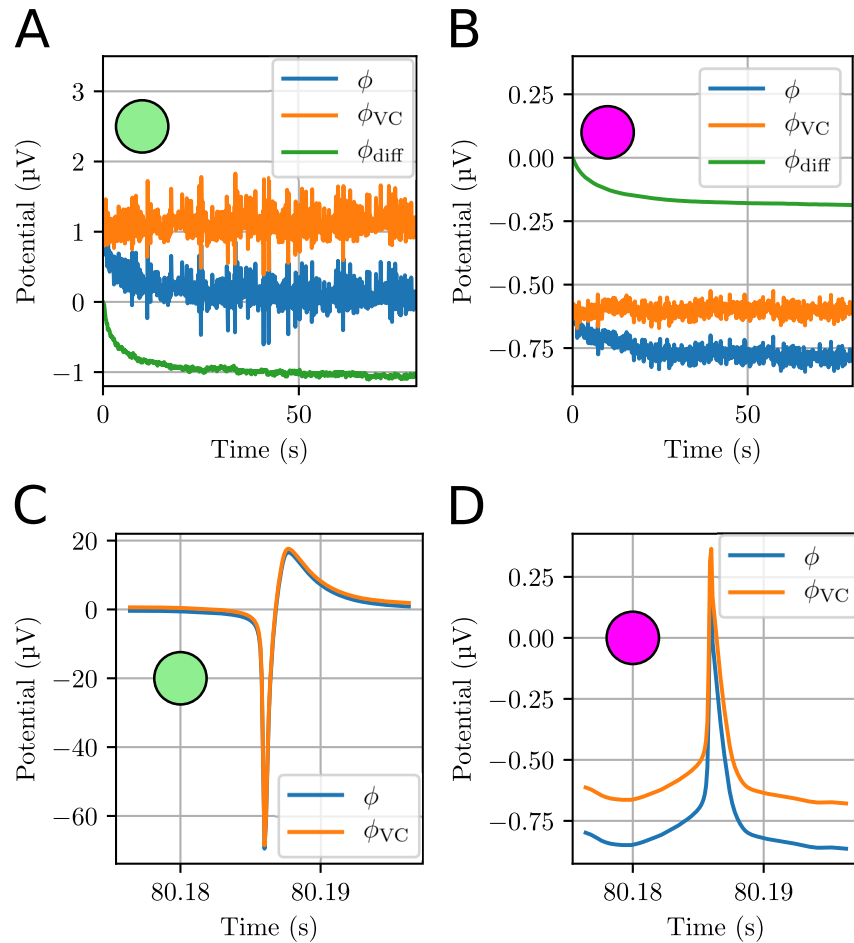 A
Potential (µV)
3
2
1
0
−1
0
50
Time (s)
ϕ
ϕVC
ϕdiff
B
Potential (µV)
0.25
0.00
−0.25
−0.50
−0.75
0
50
Time (s)
ϕ
ϕVC
ϕdiff
C
Potential (µV)
20
0
−20
−40
−60
80.18
80.19
Time (s)
ϕ
ϕVC
D
Potential (µV)
0.25
0.00
−0.25
−0.50
−0.75
80.18
80.19
Time (s)
ϕ
ϕVC